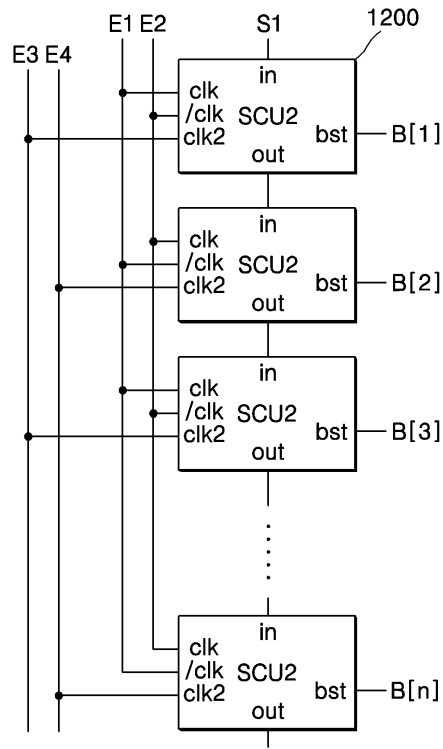 E1 E2 S1 1200
E3 E4
in
clk
/clk SCU2
clk2 bst B[1]
out
in
clk
/clk SCU2
clk2 bst B[2]
out
in
clk
/clk SCU2
clk2 bst B[3]
out
in
clk
/clk SCU2
clk2 bst B[n]
out